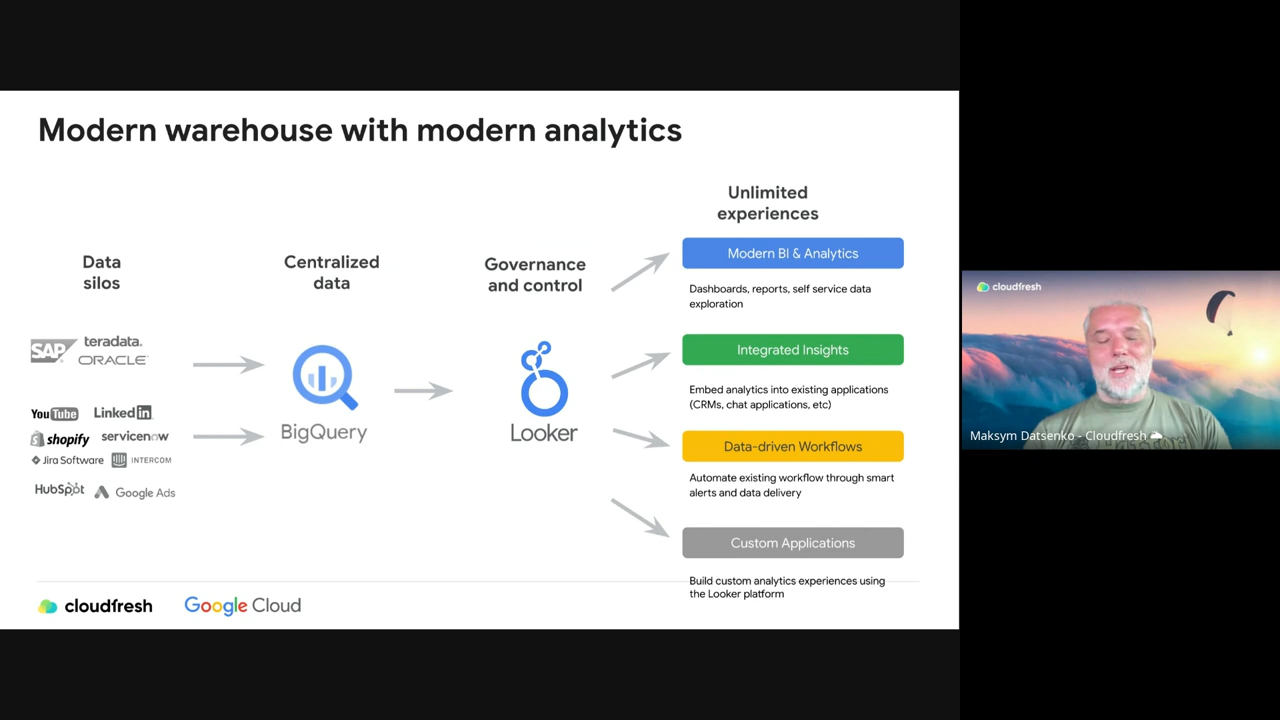 Modern warehouse with modern analytics
Data
silos
SAP
teradata.
ORACLE
YouTube
Linked in
shopify
servicenow
Jira Software
INTERCOM
HubSpot
Google Ads
Centralized
data
BigQuery
Governance
and control
Looker
Unlimited
experiences
Modern BI & Analytics
Dashboards, reports, self service data
exploration
Integrated Insights
Embed analytics into existing applications
(CRMs, chat applications, etc)
Data-driven Workflows
Automate existing workflow through smart
alerts and data delivery
Custom Applications
Build custom analytics experiences using
the Looker platform
cloudfresh
Google Cloud
cloudfresh
Maksym Datsenko - Cloudfresh